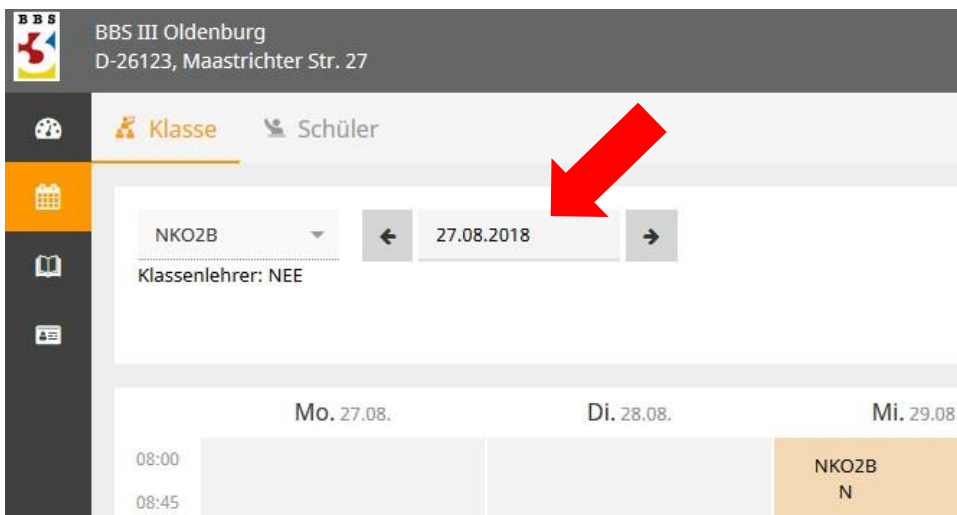 BBS
BBS III Oldenburg
D-26123, Maastrichter Str. 27
Klasse
Schüler
NKO2B
27.08.2018
Klassenlehrer: NEE
Mo. 27.08.
Di. 28.08.
Mi. 29.08
08:00
08:45
NKO2B
N